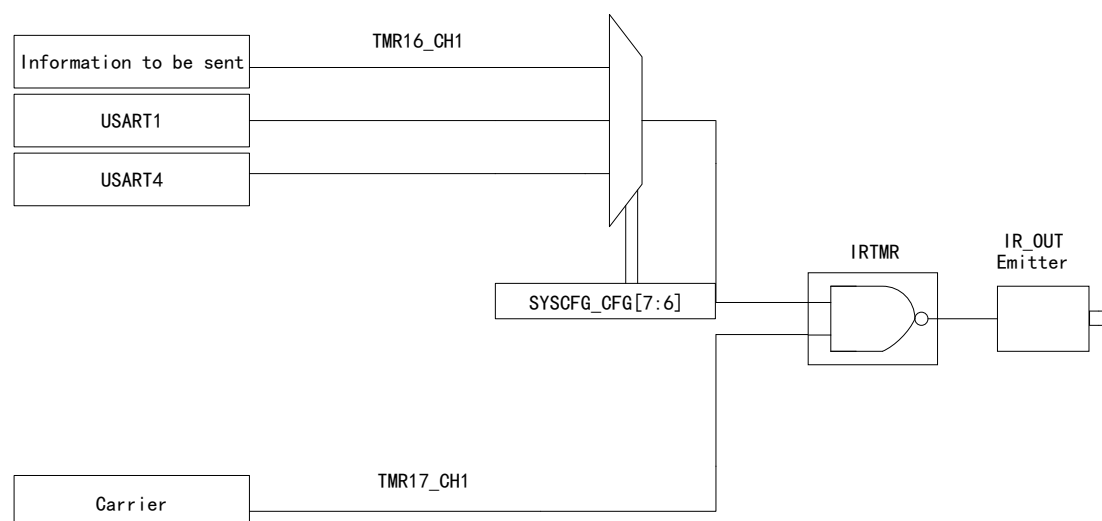 TMR16_CH1
Information to be sent
USART1
USART4
IRTMR
IR_OUT
Emitter
SYSCFG_CFG[7:6]
TMR17_CH1
Carrier